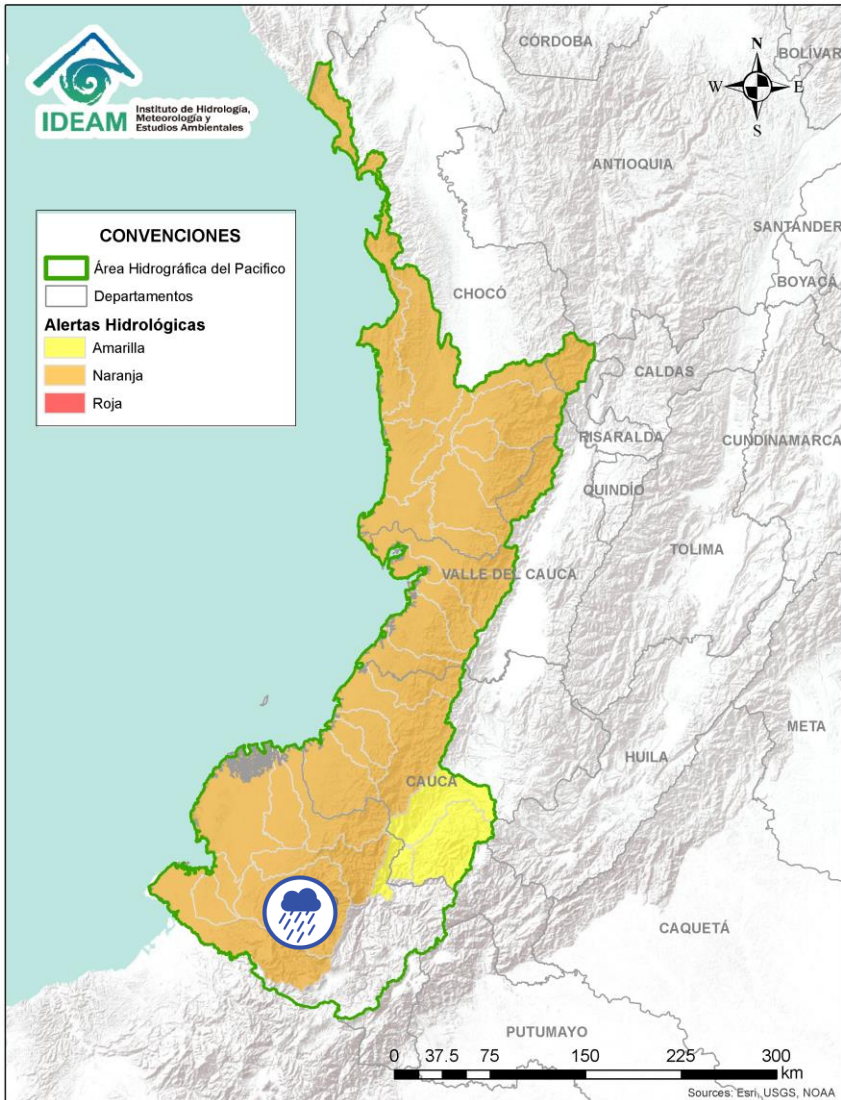 IDEAM
Instituto de Hidrología,
Meteorología y
Estudios Ambientales
CÓRDOBA
BOLÍVAR
N
W
E
S
ANTIOQUIA
SANTANDER
BOYACÁ
CHOCÓ
CALDAS
RISARALDA
CUNDINAMARCA
QUINDÍO
TOLIMA
VALLE DEL CAUCA
META
HUILA
CAUCA
CAQUETÁ
PUTUMAYO
CONVENCIONES
Área Hidrográfica del Pacifico
Departamentos
Alertas Hidrológicas
Amarilla
Naranja
Roja
0 37.5 75 150 225 300
km
Sources: Esri, USGS, NOAA